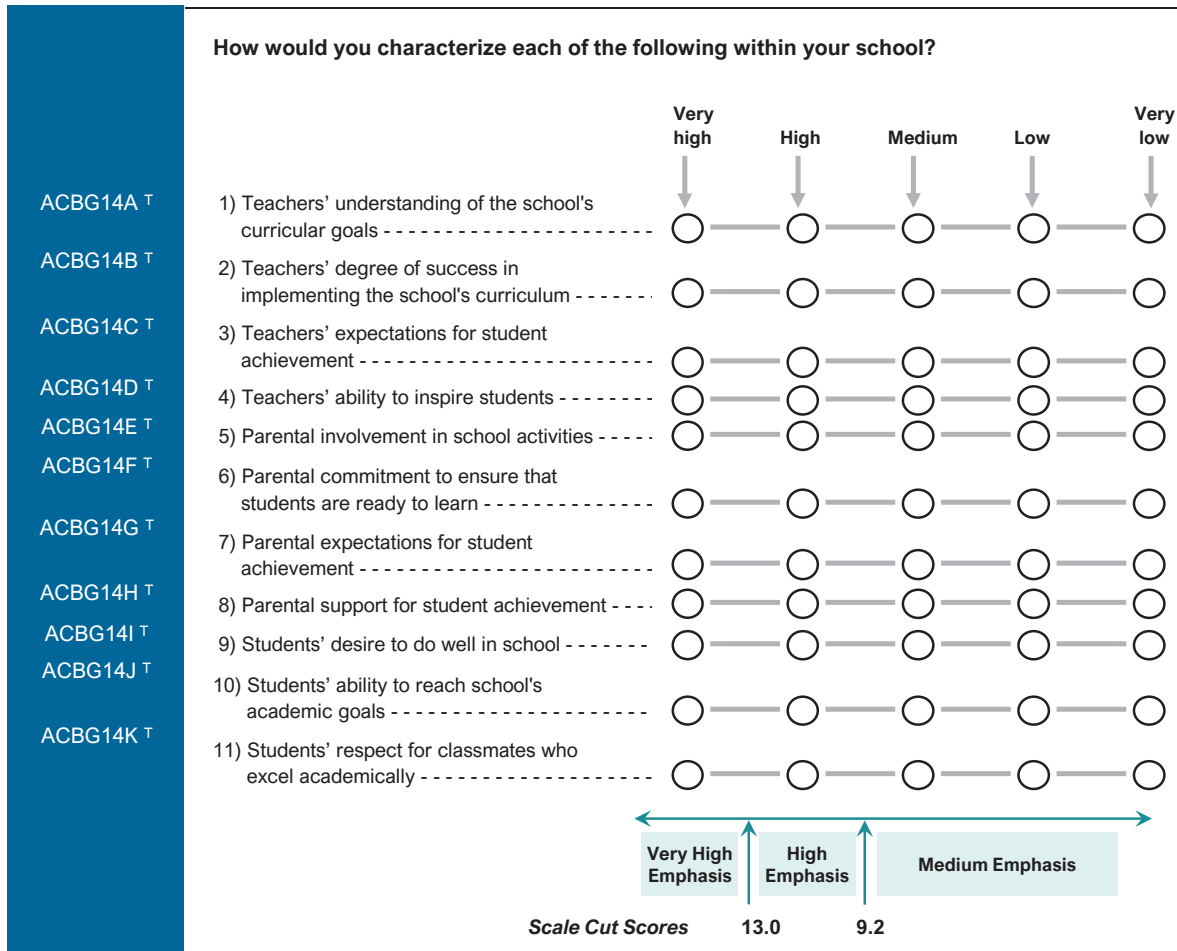 How would you characterize each of the following within your school?
Very high
High
Medium
Low
Very low
ACBG14A ᵀ
1) Teachers’ understanding of the school's
curricular goals - - - - - - - - - - - - - - - - - - - - - -
ACBG14B ᵀ
2) Teachers’ degree of success in
implementing the school's curriculum - - - - - - -
ACBG14C ᵀ
3) Teachers’ expectations for student
achievement - - - - - - - - - - - - - - - - - - - - - - - -
ACBG14D ᵀ
4) Teachers’ ability to inspire students - - - - - - - -
ACBG14E ᵀ
5) Parental involvement in school activities - - - - -
ACBG14F ᵀ
6) Parental commitment to ensure that
students are ready to learn - - - - - - - - - - - - - -
ACBG14G ᵀ
7) Parental expectations for student
achievement - - - - - - - - - - - - - - - - - - - - - - - -
ACBG14H ᵀ
8) Parental support for student achievement - - - -
ACBG14I ᵀ
9) Students’ desire to do well in school - - - - - - -
ACBG14J ᵀ
10) Students’ ability to reach school's
academic goals - - - - - - - - - - - - - - - - - - - - -
ACBG14K ᵀ
11) Students’ respect for classmates who
excel academically - - - - - - - - - - - - - - - - - - -
Very High
Emphasis
High
Emphasis
Medium Emphasis
Scale Cut Scores 13.0 9.2